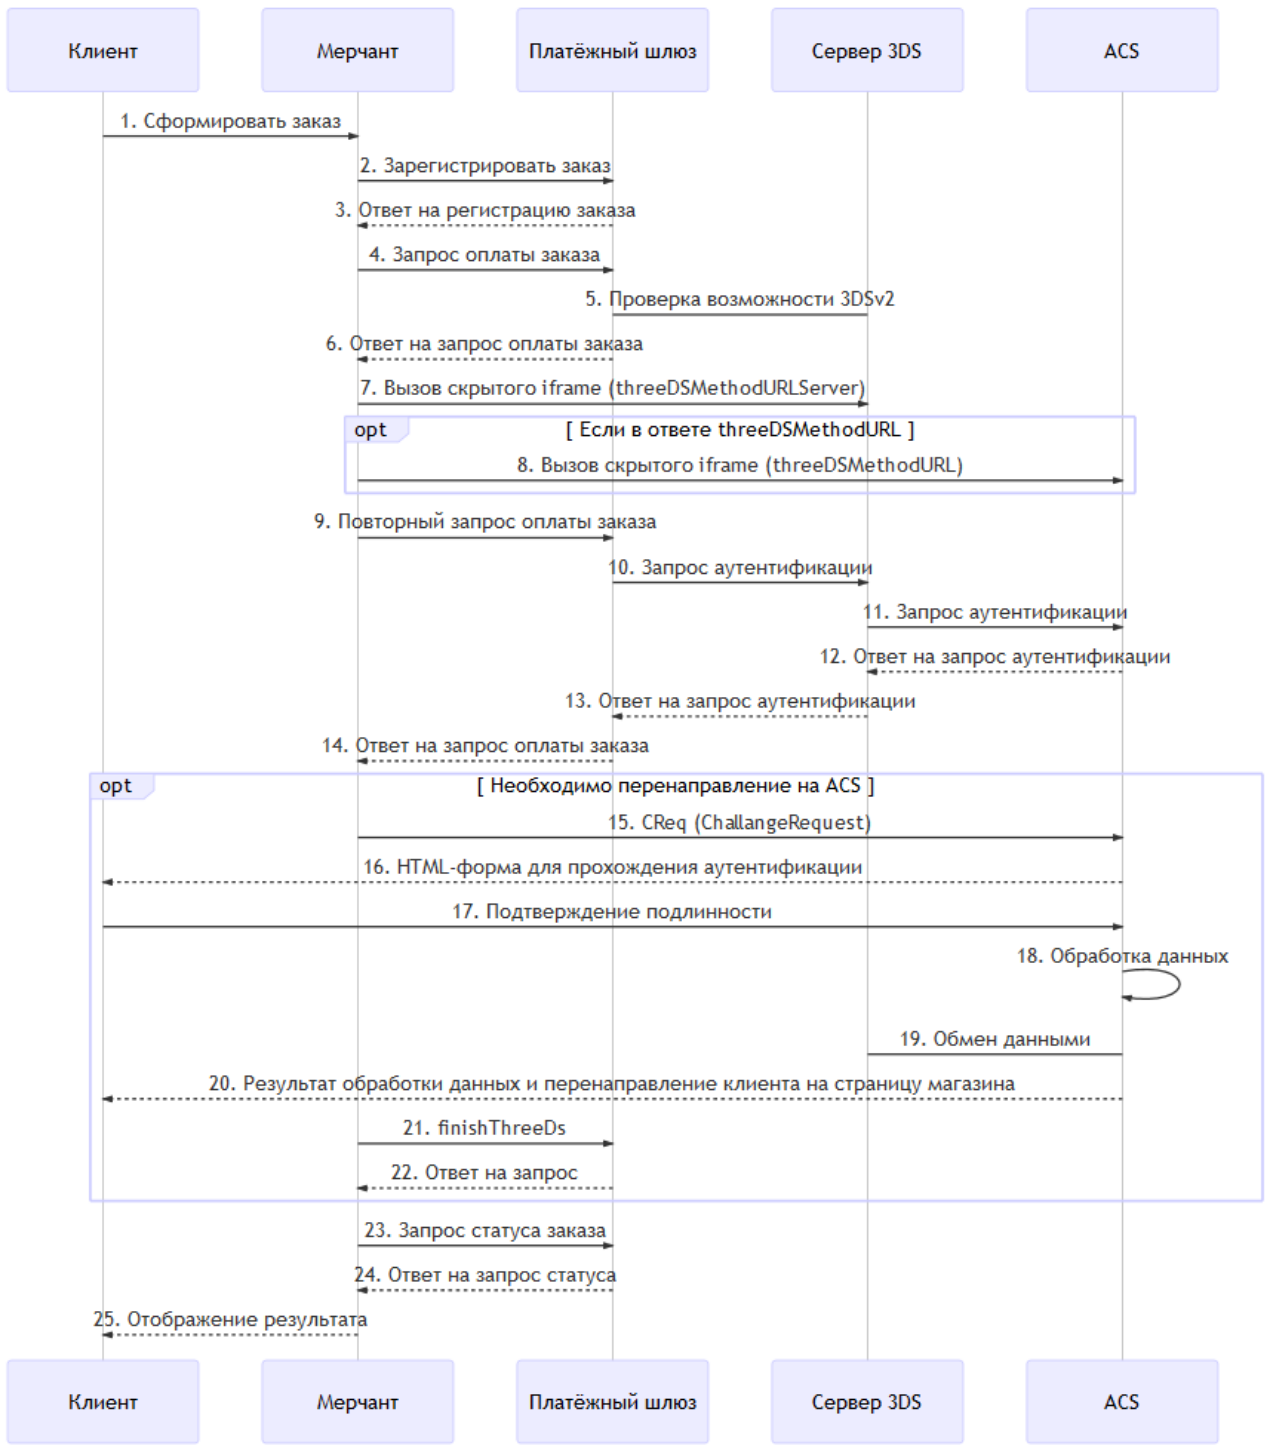 Клиент
Мерчант
Платёжный шлюз
Сервер 3DS
ACS
1. Сформировать заказ
2. Зарегистрировать заказ
3. Ответ на регистрацию заказа
4. Запрос оплаты заказа
5. Проверка возможности 3DSv2
6. Ответ на запрос оплаты заказа
7. Вызов скрытого iframe (threeDSMethodURLServer)
opt
[ Если в ответе threeDSMethodURL ]
8. Вызов скрытого iframe (threeDSMethodURL)
9. Повторный запрос оплаты заказа
10. Запрос аутентификации
11. Запрос аутентификации
12. Ответ на запрос аутентификации
13. Ответ на запрос аутентификации
14. Ответ на запрос оплаты заказа
opt
[ Необходимо перенаправление на ACS ]
15. CReq (ChallangeRequest)
16. HTML-форма для прохождения аутентификации
17. Подтверждение подлинности
18. Обработка данных
19. Обмен данными
20. Результат обработки данных и перенаправление клиента на страницу магазина
21. finishThreeDs
22. Ответ на запрос
23. Запрос статуса заказа
24. Ответ на запрос статуса
25. Отображение результата
Клиент
Мерчант
Платёжный шлюз
Сервер 3DS
ACS